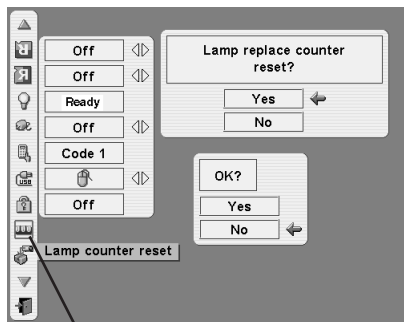 Off
Off
Ready
Off
Code 1
USB
Off
Lamp counter reset
Lamp replace counter
reset?
Yes
No
OK?
Yes
No